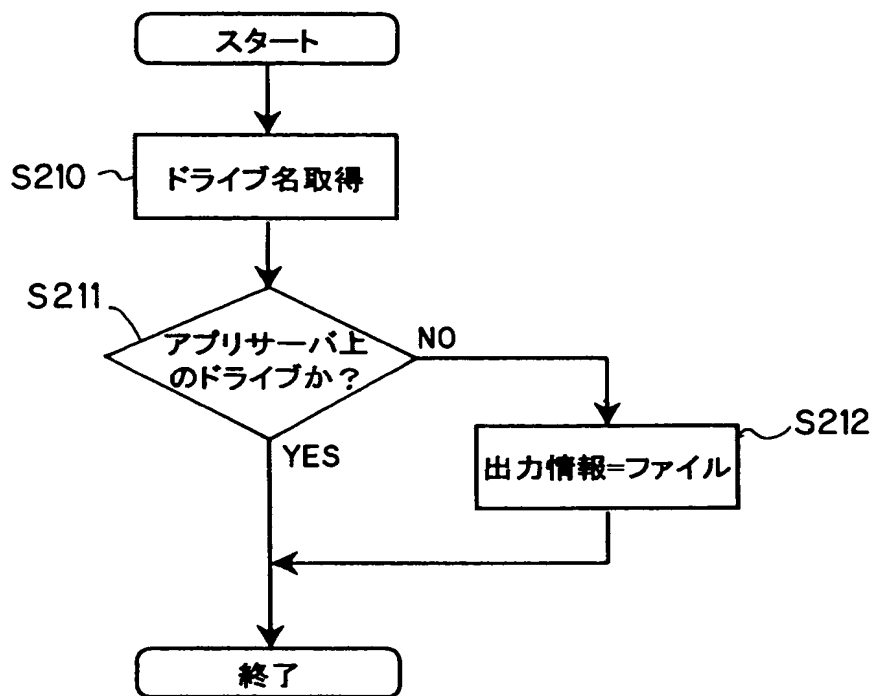 スタート
S210
ドライブ名取得
S211
アプリサーバ上
のドライブか？
NO
YES
S212
出力情報=ファイル
終了